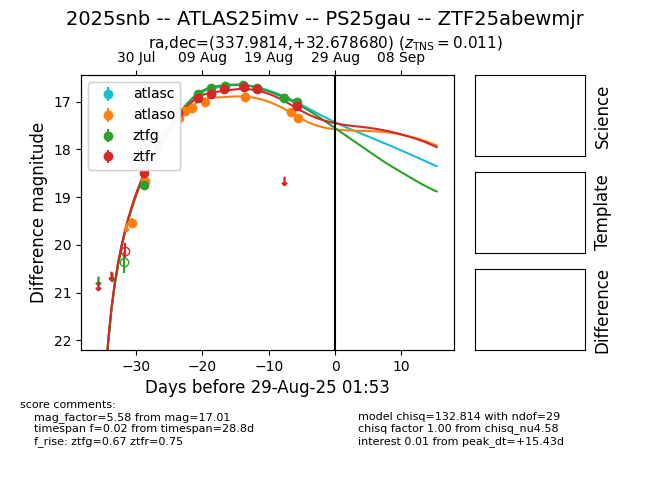 2025snb -- ATLAS25imv -- PS25gau -- ZTF25abewmjr
ra,dec=(337.9814,+32.678680) (zTNS = 0.011)
30 Jul 09 Aug 19 Aug 29 Aug 08 Sep
atlasc
atlaso
ztfg
ztfr
17
18
19
20
21
22
Difference magnitude
−30 −20 −10 0 10
Days before 29-Aug-25 01:53
Science
Template
Difference
score comments:
mag_factor=5.58 from mag=17.01
timespan f=0.02 from timespan=28.8d
f_rise: ztfg=0.67 ztfr=0.75
model chisq=132.814 with ndof=29
chisq factor 1.00 from chisq_nu4.58
interest 0.01 from peak_dt=+15.43d